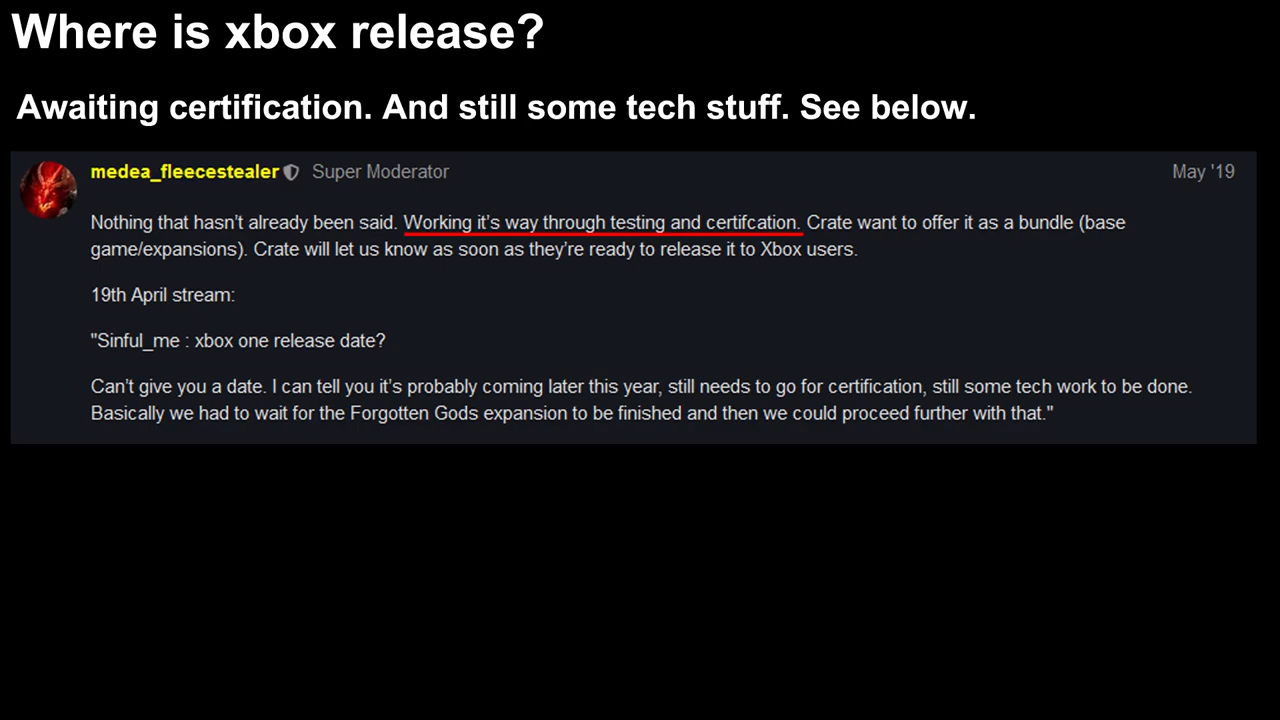 Where is xbox release?
Awaiting certification. And still some tech stuff. See below.
medea_fleecestealer Super Moderator May '19
Nothing that hasn’t already been said. Working it’s way through testing and certifcation. Crate want to offer it as a bundle (base
game/expansions). Crate will let us know as soon as they’re ready to release it to Xbox users.
19th April stream:
"Sinful_me : xbox one release date?
Can’t give you a date. I can tell you it’s probably coming later this year, still needs to go for certification, still some tech work to be done.
Basically we had to wait for the Forgotten Gods expansion to be finished and then we could proceed further with that."